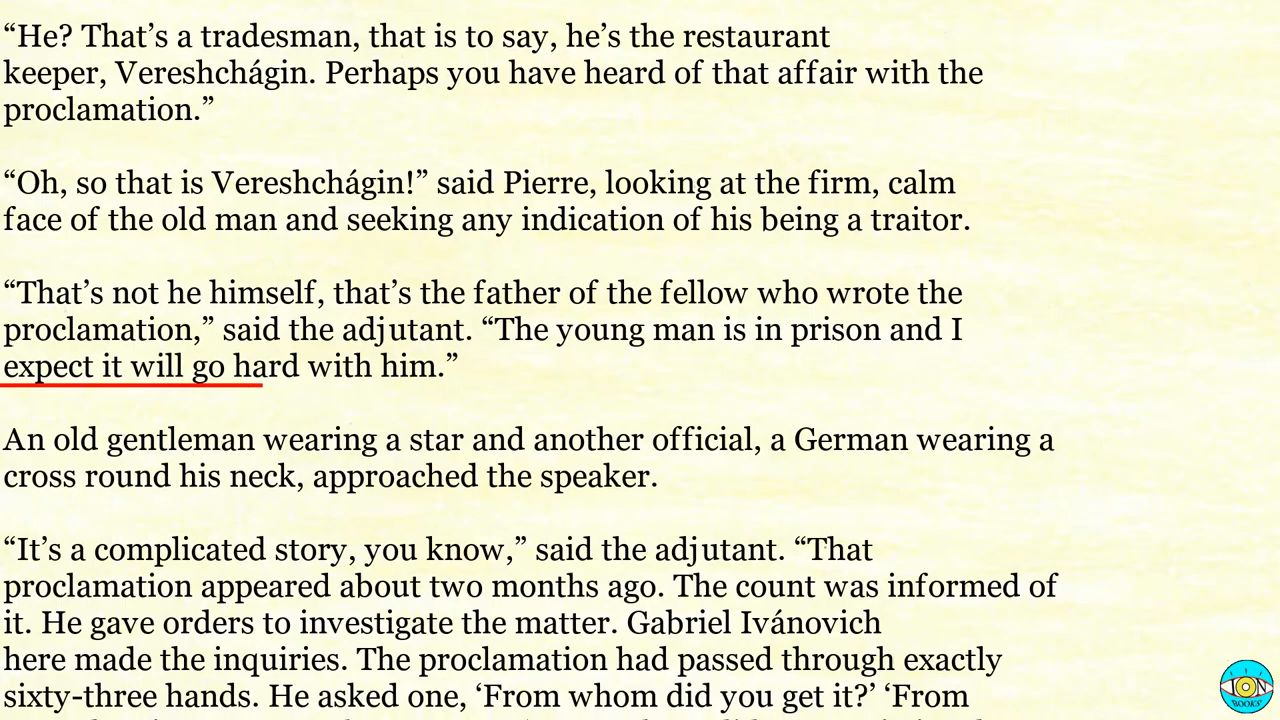 “He? That’s a tradesman, that is to say, he’s the restaurant
keeper, Vereshchágin. Perhaps you have heard of that affair with the
proclamation.”
“Oh, so that is Vereshchágin!” said Pierre, looking at the firm, calm
face of the old man and seeking any indication of his being a traitor.
“That’s not he himself, that’s the father of the fellow who wrote the
proclamation,” said the adjutant. “The young man is in prison and I
expect it will go hard with him.”
An old gentleman wearing a star and another official, a German wearing a
cross round his neck, approached the speaker.
“It’s a complicated story, you know,” said the adjutant. “That
proclamation appeared about two months ago. The count was informed of
it. He gave orders to investigate the matter. Gabriel Ivánovich
here made the inquiries. The proclamation had passed through exactly
sixty-three hands. He asked one, ‘From whom did you get it?’ ‘From
ION
BOOKS